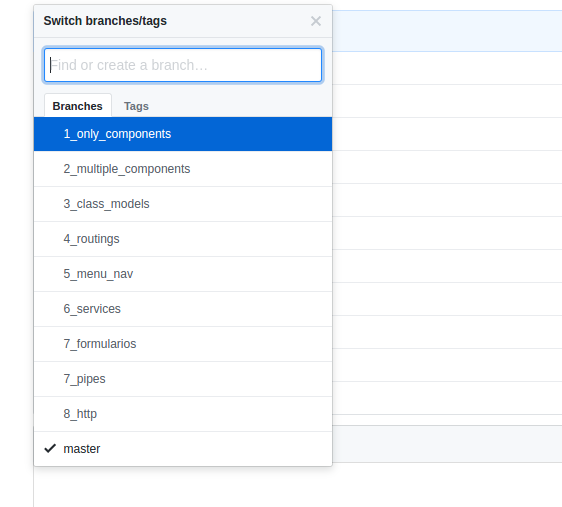 Switch branches/tags
Find or create a branch…
Branches Tags
1_only_components
2_multiple_components
3_class_models
4_routings
5_menu_nav
6_services
7_formularios
7_pipes
8_http
master